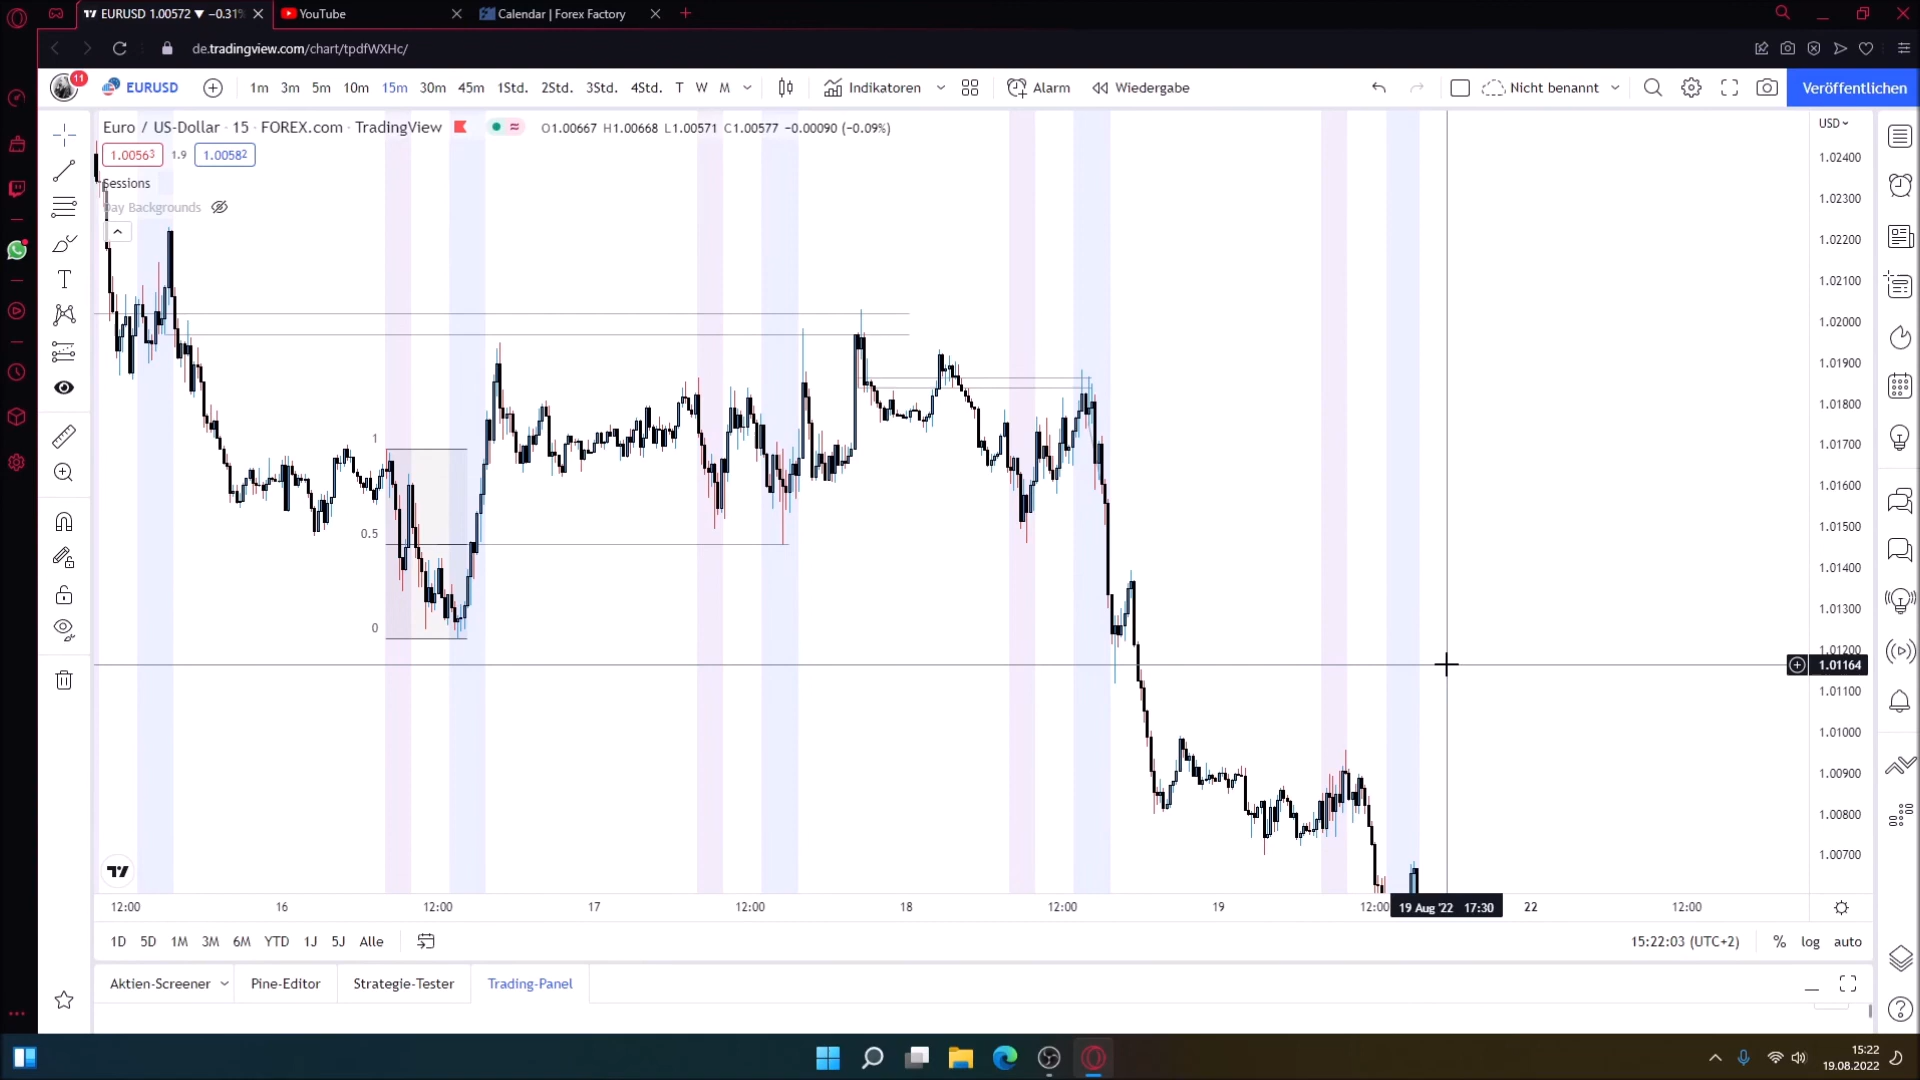 EURUSD 1.00572 ▼ −0.31%
YouTube
Calendar | Forex Factory
de.tradingview.com/chart/tpdfWXHc/
11
EURUSD
1m 3m 5m 10m 15m 30m 45m 1Std. 2Std. 3Std. 4Std. T W M
Indikatoren
Alarm
Wiedergabe
Nicht benannt
Veröffentlichen
Euro / US-Dollar · 15 · FOREX.com · TradingView
O1.00667 H1.00668 L1.00571 C1.00577 −0.00090 (−0.09%)
USD
1.00563 1.9 1.00582
Sessions
Day Backgrounds
1.02400
1.02300
1.02200
1.02100
1.02000
1.01900
1.01800
1.01700
1.01600
1.01500
1.01400
1.01300
1.01200
1.01164
1.01100
1.01000
1.00900
1.00800
1.00700
1
0.5
0
12:00 16 12:00 17 12:00 18 12:00 19 12:00 19 Aug '22 17:30 22 12:00
1D 5D 1M 3M 6M YTD 1J 5J Alle
15:22:03 (UTC+2) % log auto
Aktien-Screener Pine-Editor Strategie-Tester Trading-Panel
15:22
19.08.2022